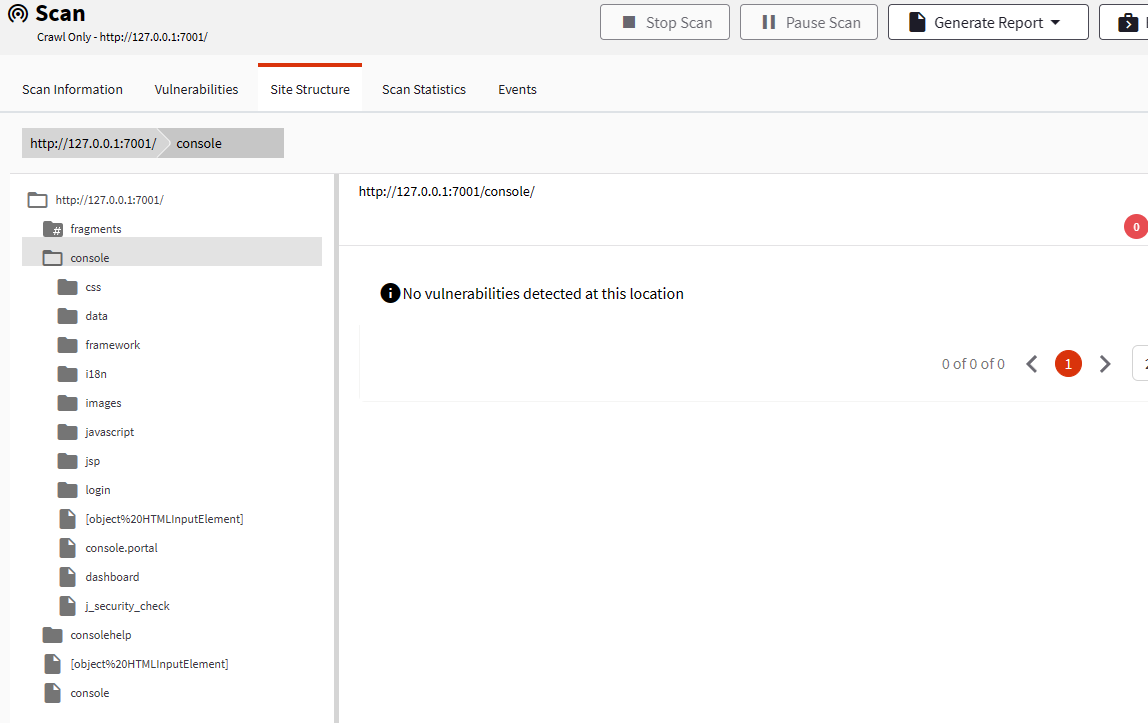 Scan
Crawl Only - http://127.0.0.1:7001/
Stop Scan
Pause Scan
Generate Report
Scan Information
Vulnerabilities
Site Structure
Scan Statistics
Events
http://127.0.0.1:7001/
console
http://127.0.0.1:7001/
fragments
console
css
data
framework
i18n
images
javascript
jsp
login
[object%20HTMLInputElement]
console.portal
dashboard
j_security_check
consolehelp
[object%20HTMLInputElement]
console
http://127.0.0.1:7001/console/
0
No vulnerabilities detected at this location
0 of 0 of 0
1